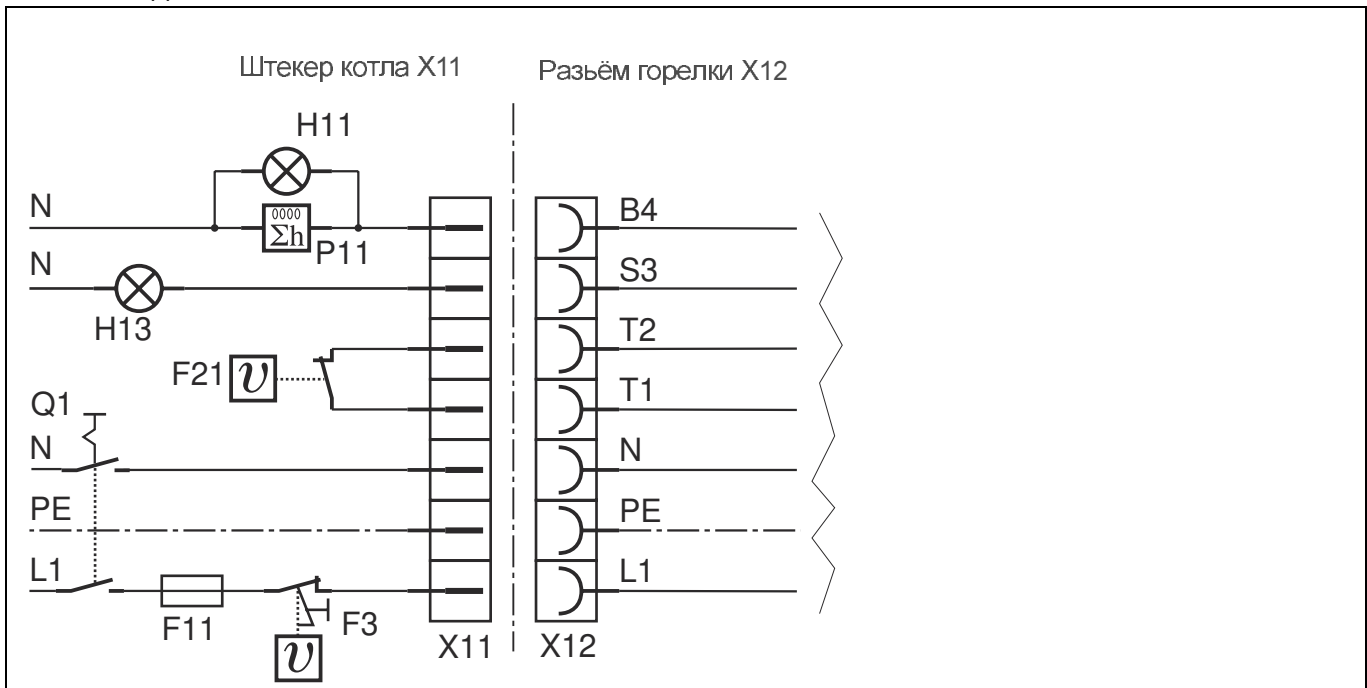 Штекер котла X11
Разьём горелки X12
H11
N
0000
Σh
P11
B4
N
H13
S3
T2
F21
υ
T1
Q1
N
N
PE
PE
L1
L1
F11
F3
υ
X11
X12